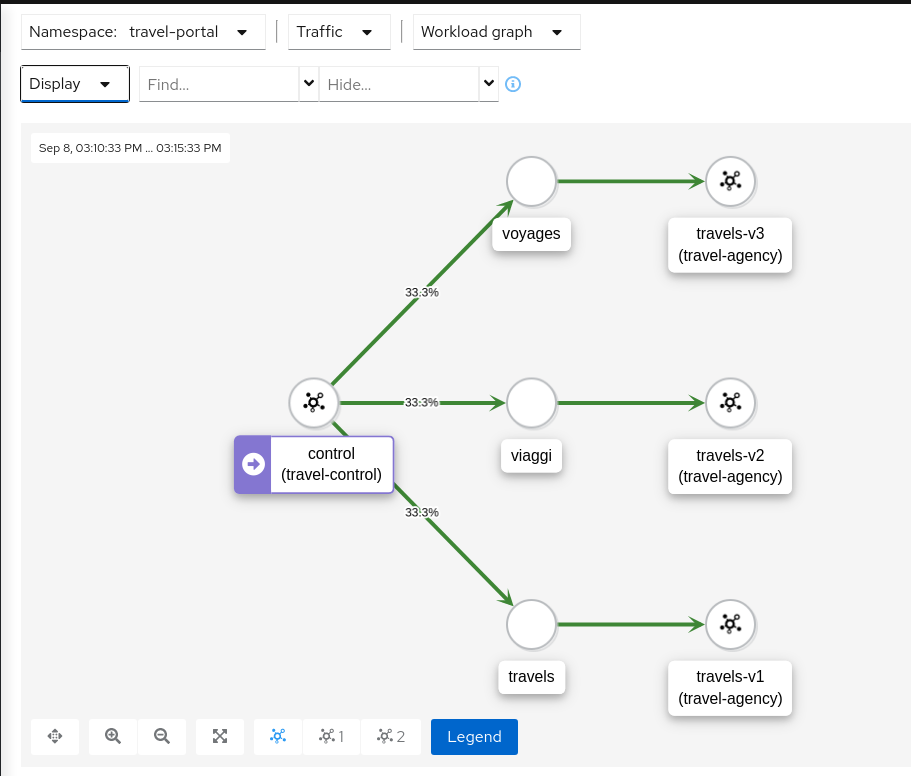 Namespace: travel-portal
Traffic
Workload graph
Display
Find...
Hide...
Sep 8, 03:10:33 PM ... 03:15:33 PM
voyages
travels-v3
(travel-agency)
33.3%
33.3%
control
(travel-control)
viaggi
travels-v2
(travel-agency)
33.3%
travels
travels-v1
(travel-agency)
1
2
Legend